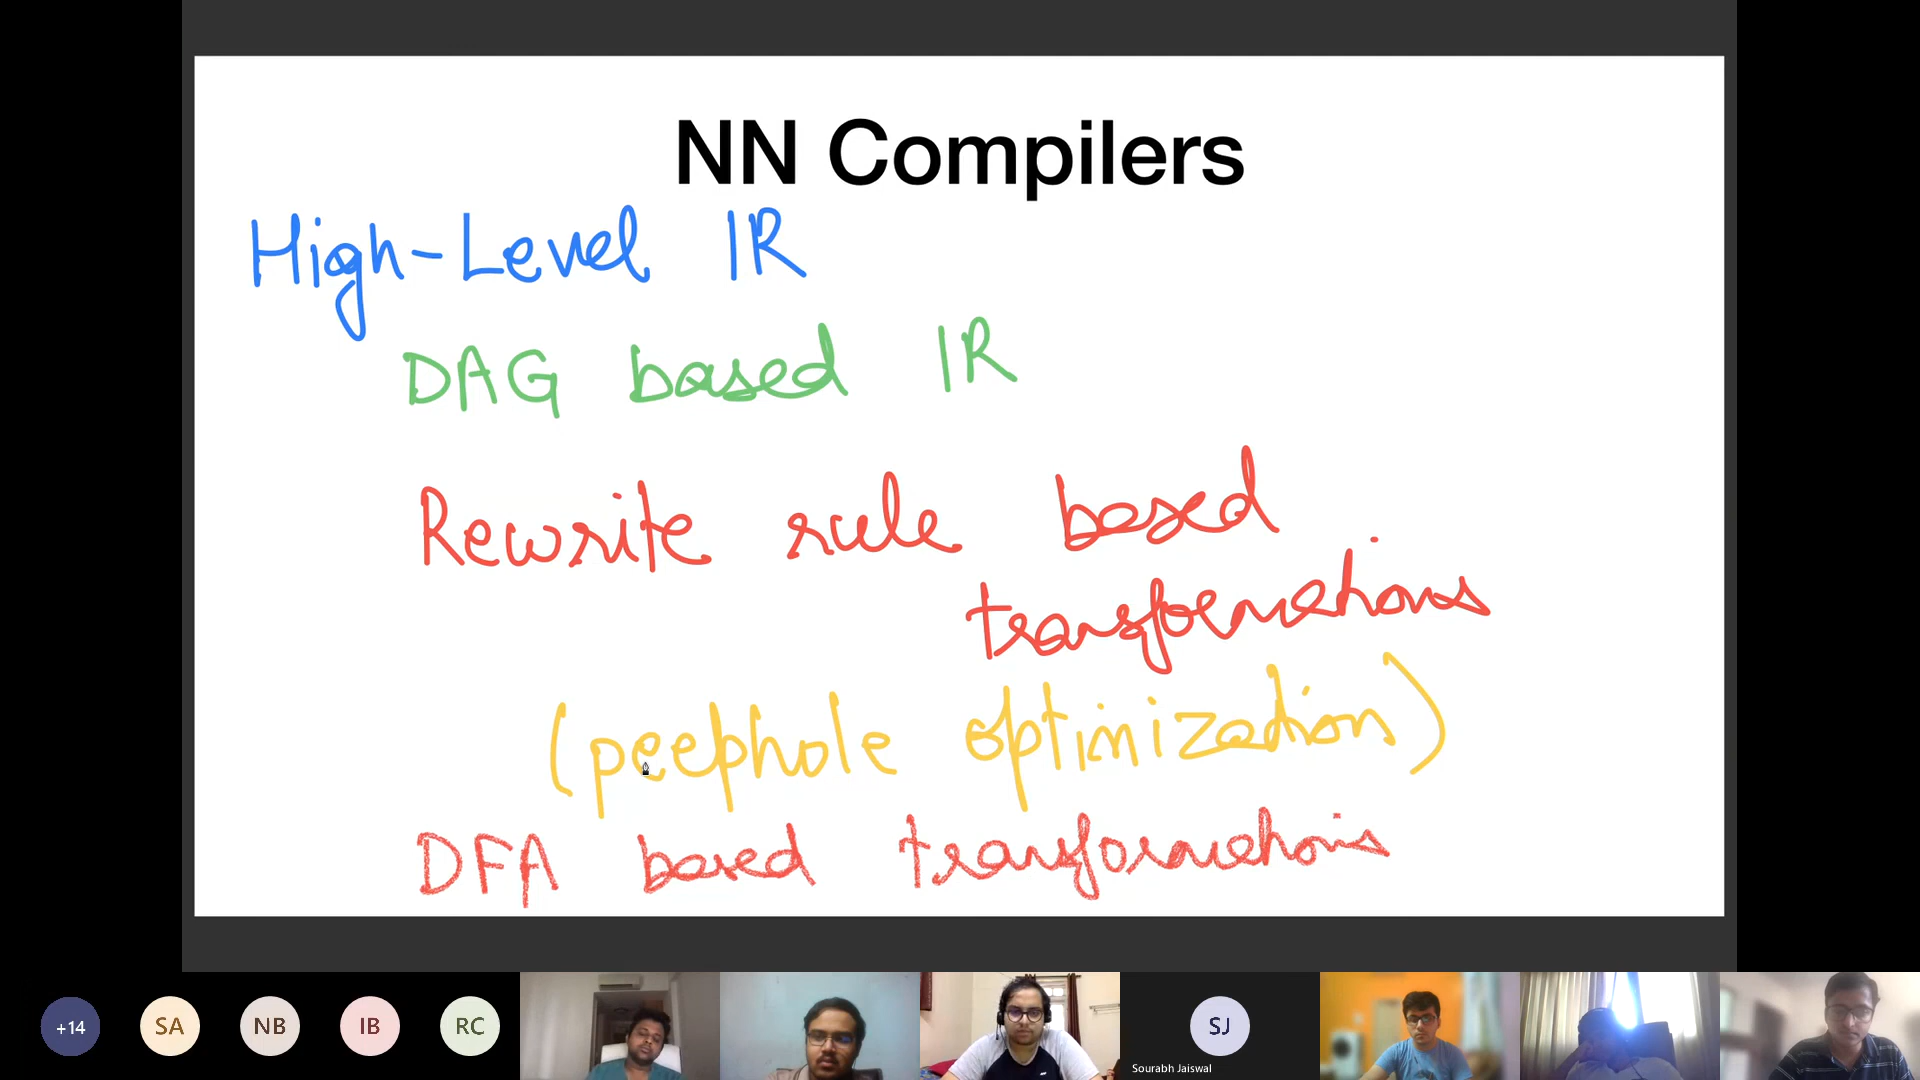 NN Compilers
High-Level IR
DAG based IR
Rewrite rule based
transformations
(peephole optimization)
DFA based transformations
+14
SA
NB
IB
RC
SJ
Sourabh Jaiswal